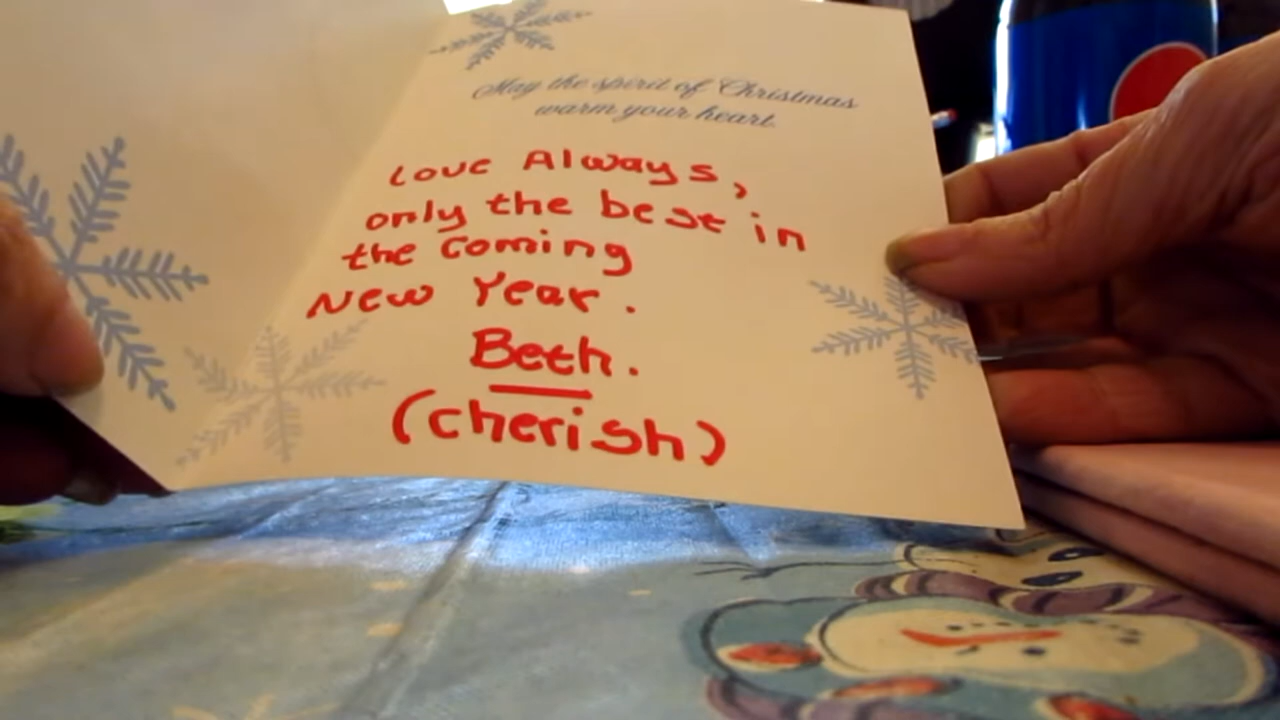 May the spirit of Christmas
warm your heart.
Love Always,
only the best in
the coming
New Year.
Beth.
(cherish)